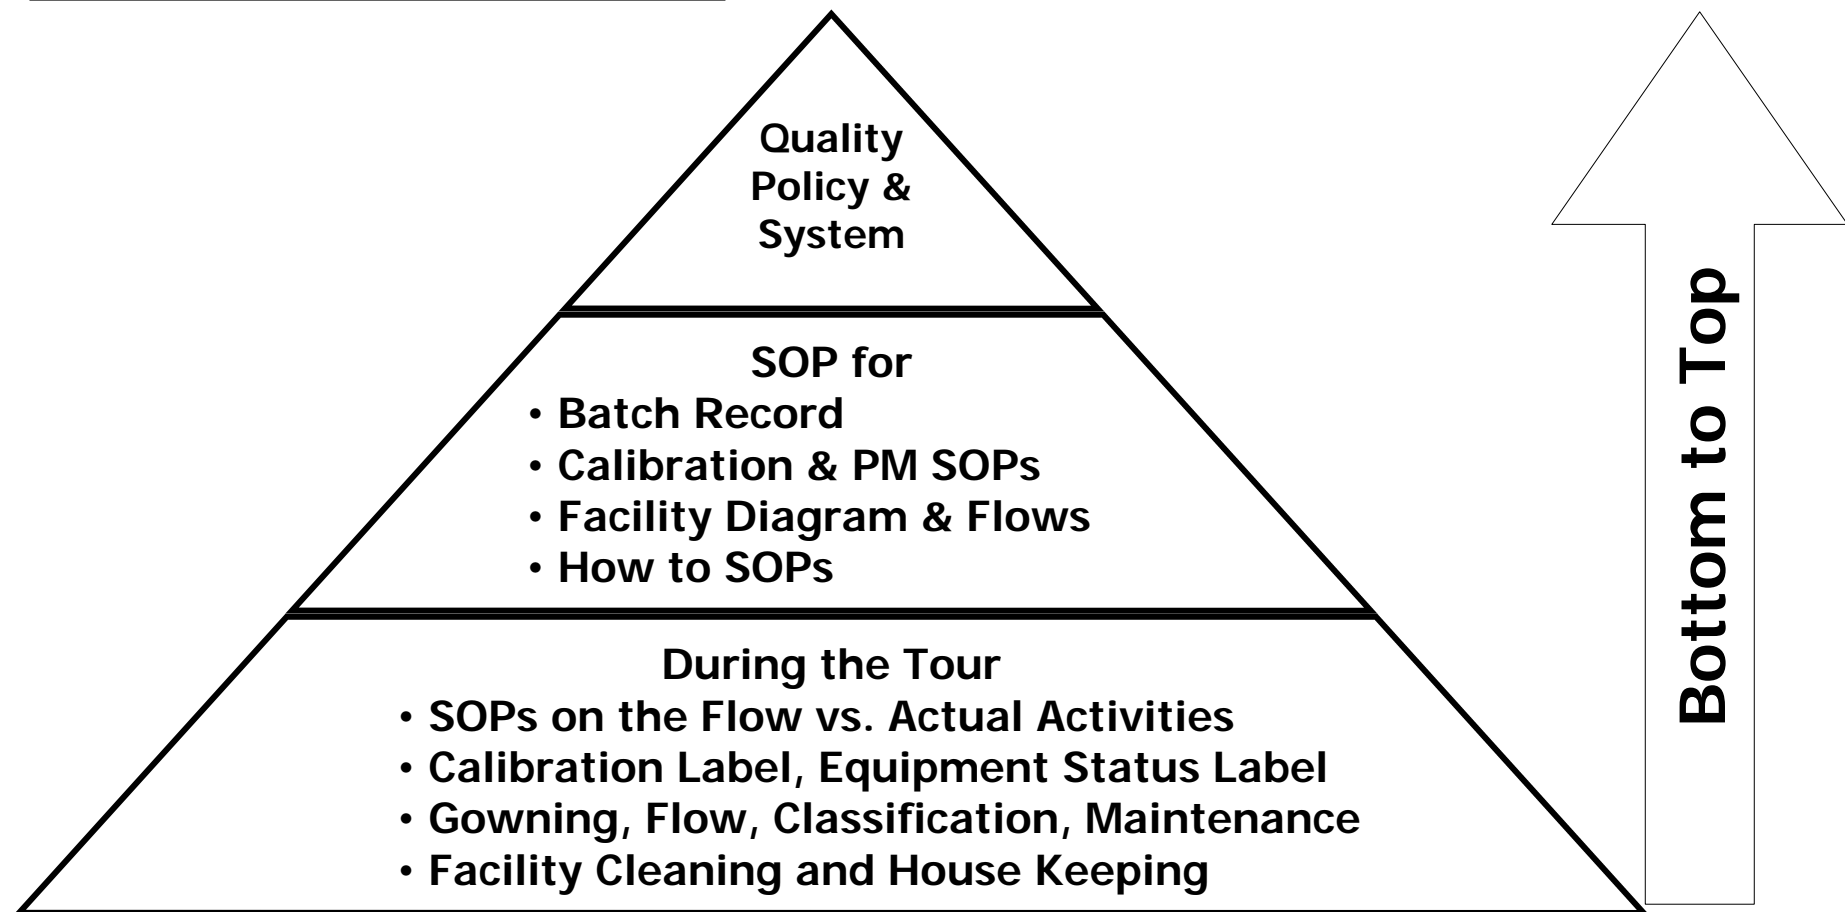 Quality
Policy &
System
SOP for
• Batch Record
• Calibration & PM SOPs
• Facility Diagram & Flows
• How to SOPs
During the Tour
• SOPs on the Flow vs. Actual Activities
• Calibration Label, Equipment Status Label
• Gowning, Flow, Classification, Maintenance
• Facility Cleaning and House Keeping
Bottom to Top